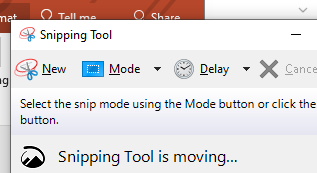 mat Tell me Share
Snipping Tool
New Mode Delay Cance
Select the snip mode using the Mode button or click the
button.
Snipping Tool is moving...